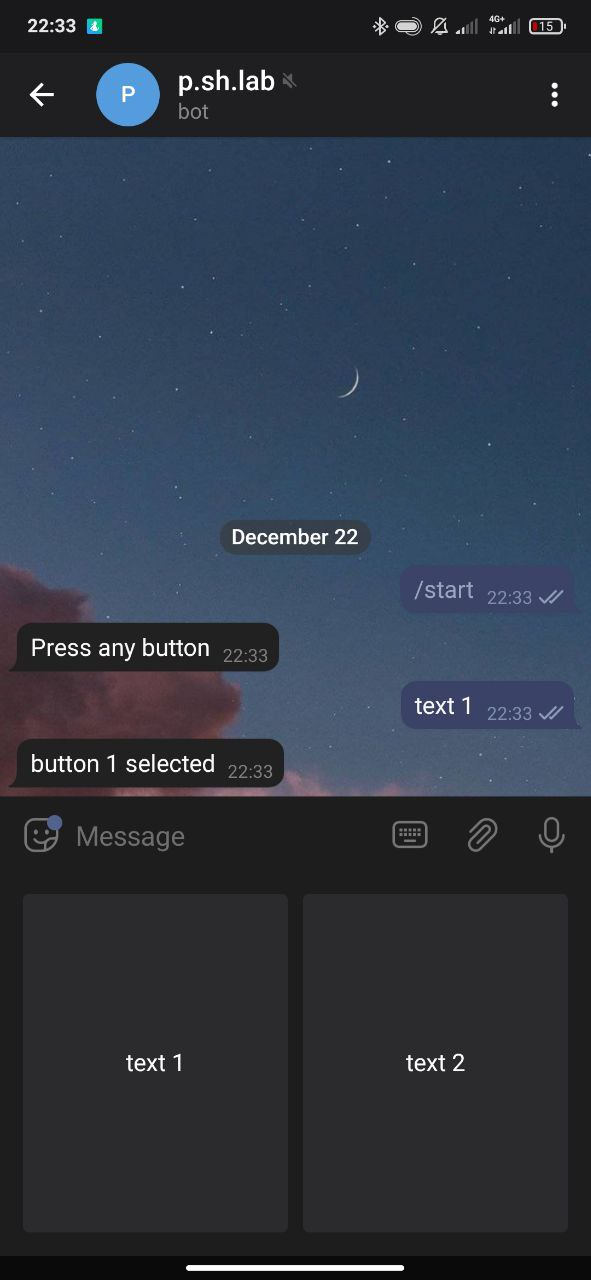 22:33
4G+
15
P
p.sh.lab
bot
December 22
/start 22:33
Press any button 22:33
text 1 22:33
button 1 selected 22:33
Message
text 1
text 2